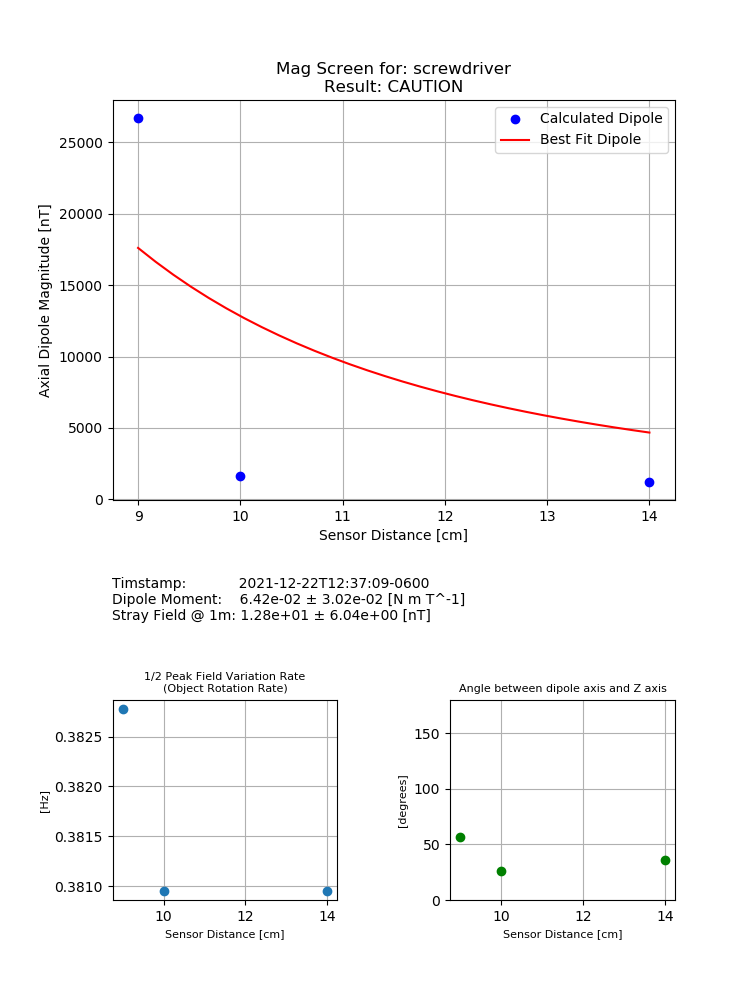 Mag Screen for: screwdriver
Result: CAUTION
Calculated Dipole
Best Fit Dipole
Axial Dipole Magnitude [nT]
25000
20000
15000
10000
5000
0
9 10 11 12 13 14
Sensor Distance [cm]
Timstamp: 2021-12-22T12:37:09-0600
Dipole Moment: 6.42e-02 ± 3.02e-02 [N m T^-1]
Stray Field @ 1m: 1.28e+01 ± 6.04e+00 [nT]
1/2 Peak Field Variation Rate
(Object Rotation Rate)
[Hz]
0.3825
0.3820
0.3815
0.3810
10 12 14
Sensor Distance [cm]
Angle between dipole axis and Z axis
[degrees]
150
100
50
0
10 12 14
Sensor Distance [cm]